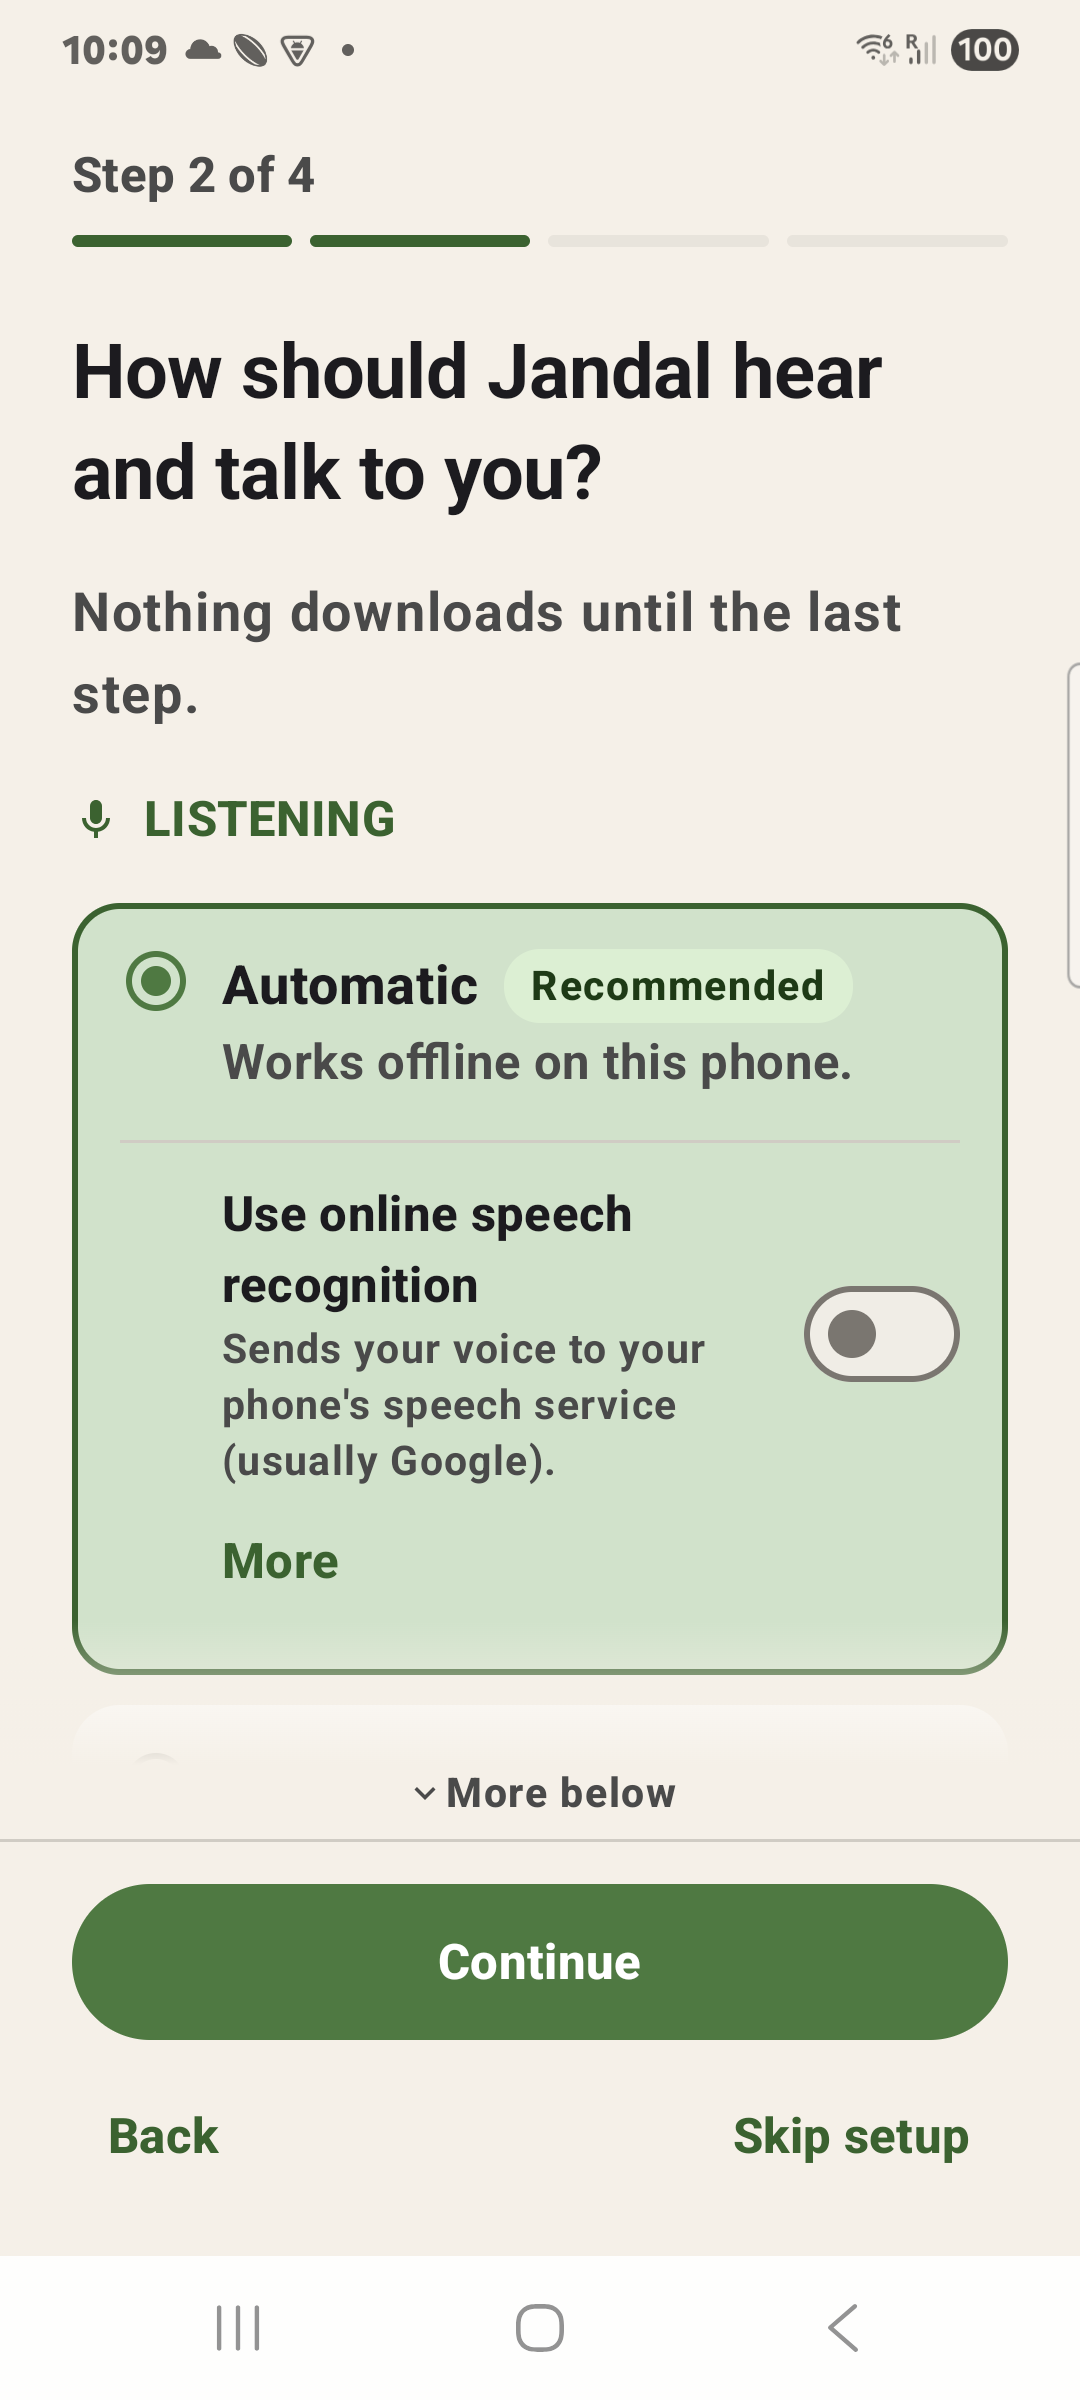 10:09
6 R 100
Step 2 of 4
How should Jandal hear
and talk to you?
Nothing downloads until the last
step.
LISTENING
Automatic Recommended
Works offline on this phone.
Use online speech
recognition
Sends your voice to your
phone's speech service
(usually Google).
More
More below
Continue
Back Skip setup